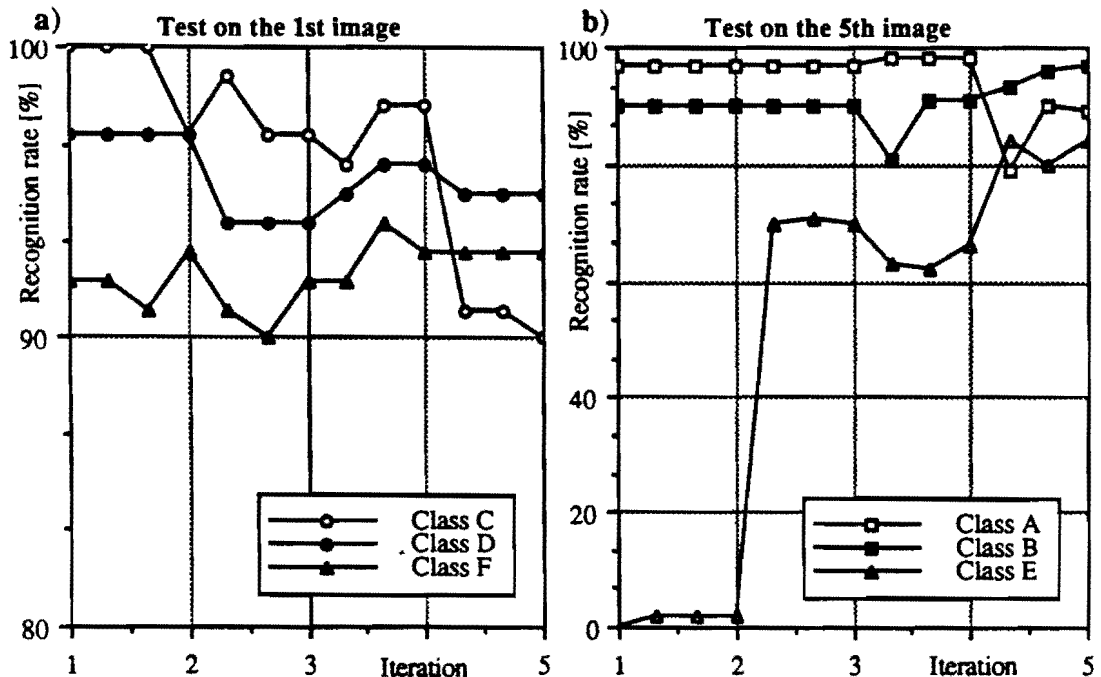 a)
Test on the 1st image
Recognition rate [%]
100
90
80
1
2
3
Iteration
5
Class C
Class D
Class F
b)
Test on the 5th image
Recognition rate [%]
100
40
20
0
1
2
3
Iteration
5
Class A
Class B
Class E